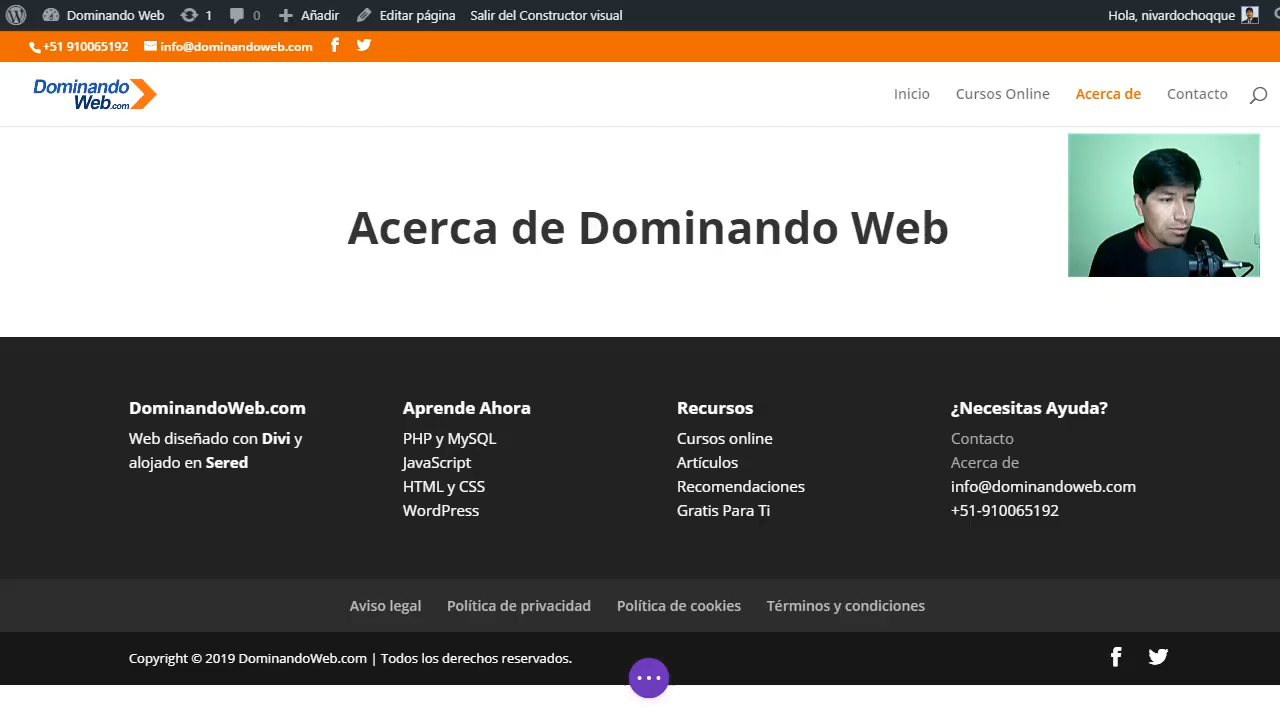 Dominando Web 1 0 Añadir Editar página Salir del Constructor visual Hola, nivardochoqque
+51 910065192 info@dominandoweb.com
Dominando
Web.com
Inicio Cursos Online Acerca de Contacto
Acerca de Dominando Web
DominandoWeb.com
Web diseñado con Divi y
alojado en Sered
Aprende Ahora
PHP y MySQL
JavaScript
HTML y CSS
WordPress
Recursos
Cursos online
Artículos
Recomendaciones
Gratis Para Ti
¿Necesitas Ayuda?
Contacto
Acerca de
info@dominandoweb.com
+51-910065192
Aviso legal Política de privacidad Política de cookies Términos y condiciones
Copyright © 2019 DominandoWeb.com | Todos los derechos reservados.